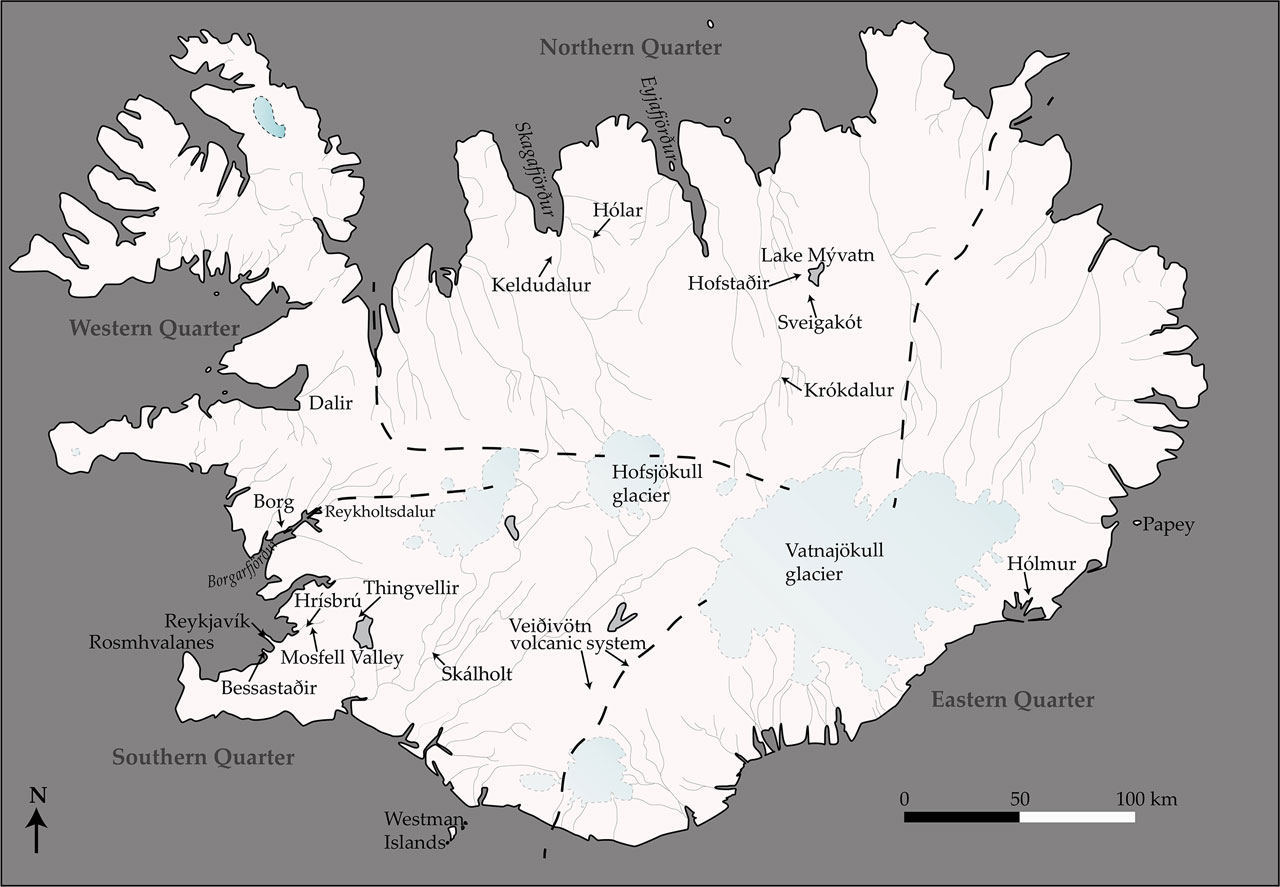 Northern Quarter
Eyjafjörður
Skagafjörður
Hólar
Lake Mývatn
Keldudalur
Hofstaðir
Sveigakót
Western Quarter
Krókdalur
Dalir
Hofsjökull
glacier
Borg
Reykholtsdalur
Papey
Vatnajökull
glacier
Borgarfjörður
Hólmur
Thingvellir
Hrísbrú
Reykjavík
Rosmhvalanes
Veiðivötn
volcanic system
Mosfell Valley
Skálholt
Bessastaðir
Eastern Quarter
Southern Quarter
N
0 50 100 km
Westman
Islands